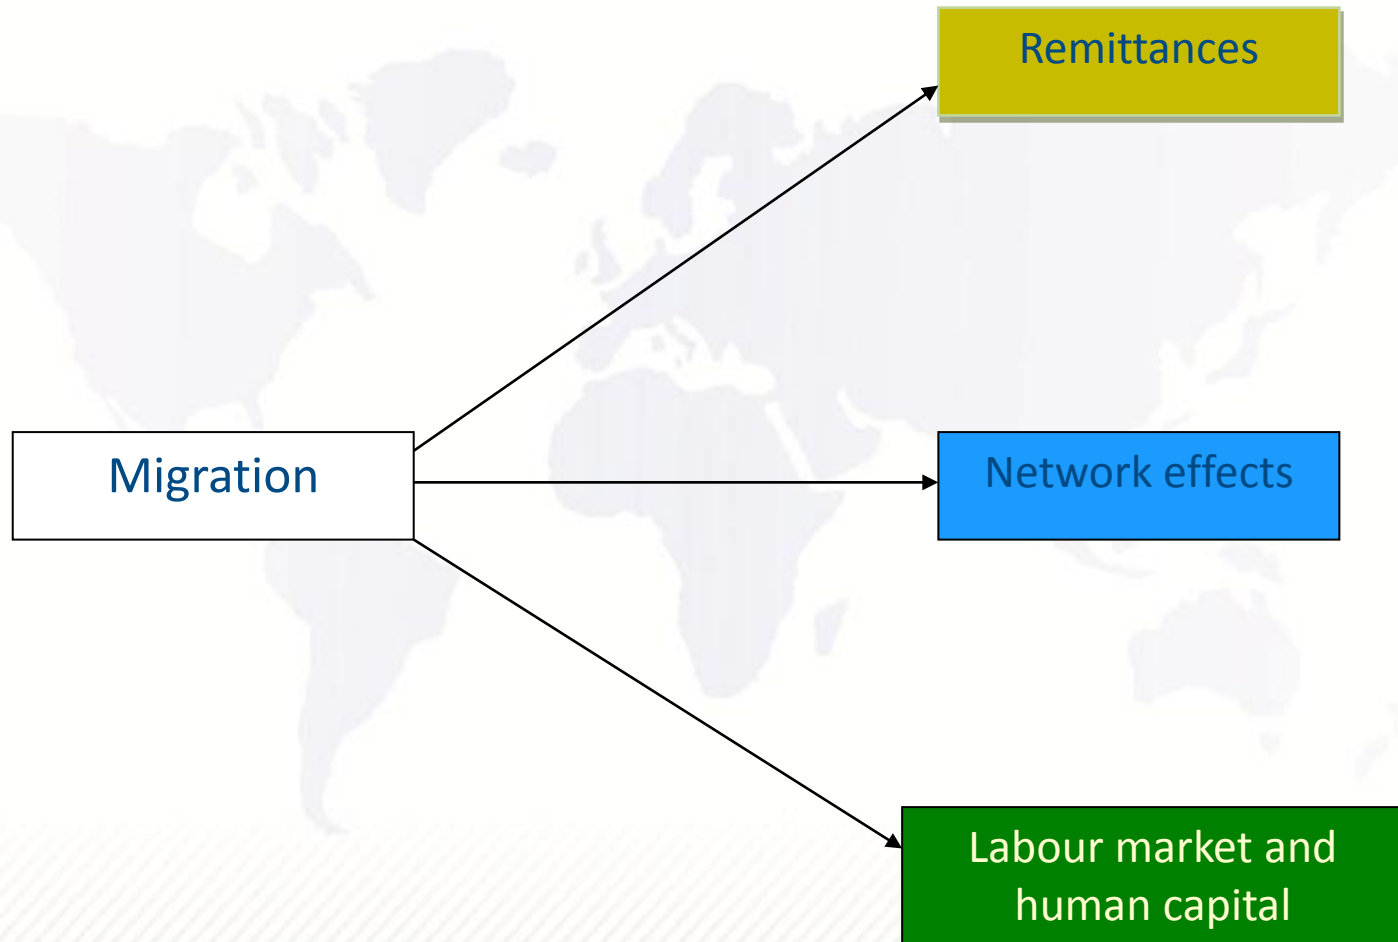 Remittances
Migration
Network effects
Labour market and
human capital